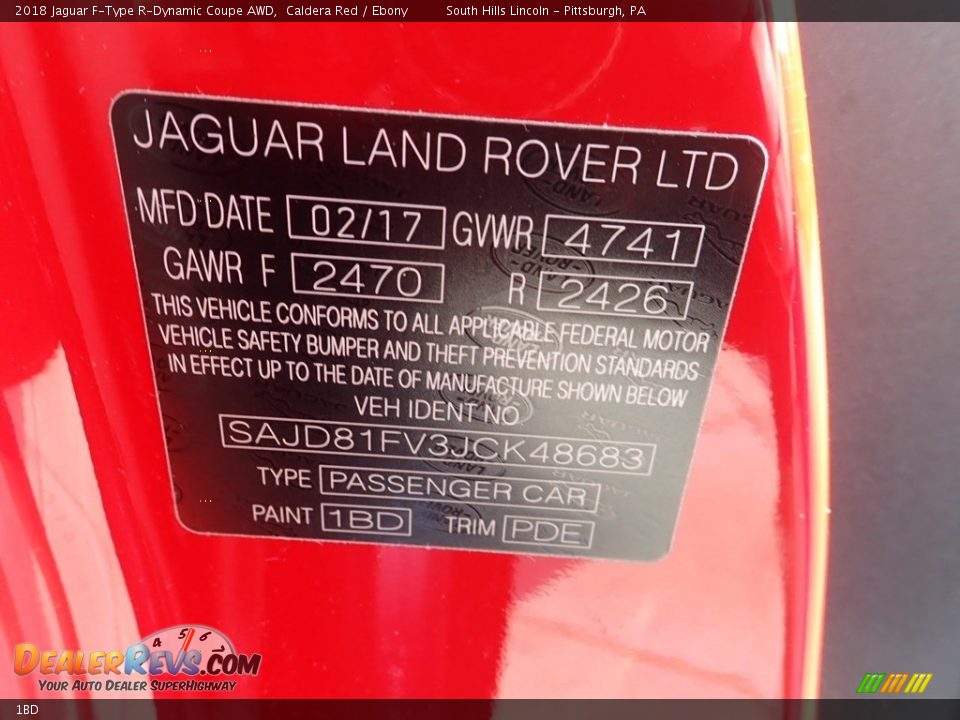 2018 Jaguar F-Type R-Dynamic Coupe AWD, Caldera Red / Ebony South Hills Lincoln - Pittsburgh, PA
JAGUAR LAND ROVER LTD
MFD DATE 02/17 GVWR 4741
GAWR F 2470 R 2426
THIS VEHICLE CONFORMS TO ALL APPLICABLE FEDERAL MOTOR
VEHICLE SAFETY BUMPER AND THEFT PREVENTION STANDARDS
IN EFFECT UP TO THE DATE OF MANUFACTURE SHOWN BELOW
VEH IDENT NO
SAJD81FV3JCK48683
TYPE PASSENGER CAR
PAINT 1BD TRIM PDE
4 5 6
DEALERREVS.COM
YOUR AUTO DEALER SUPERHIGHWAY
1BD